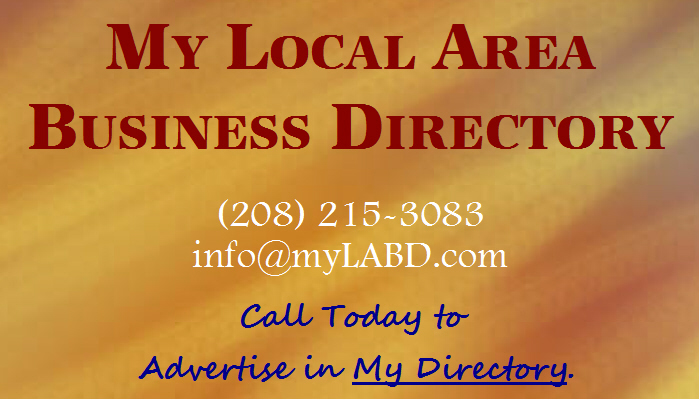 My Local Area
Business Directory
(208) 215-3083
info@myLABD.com
Call Today to
Advertise in My Directory.